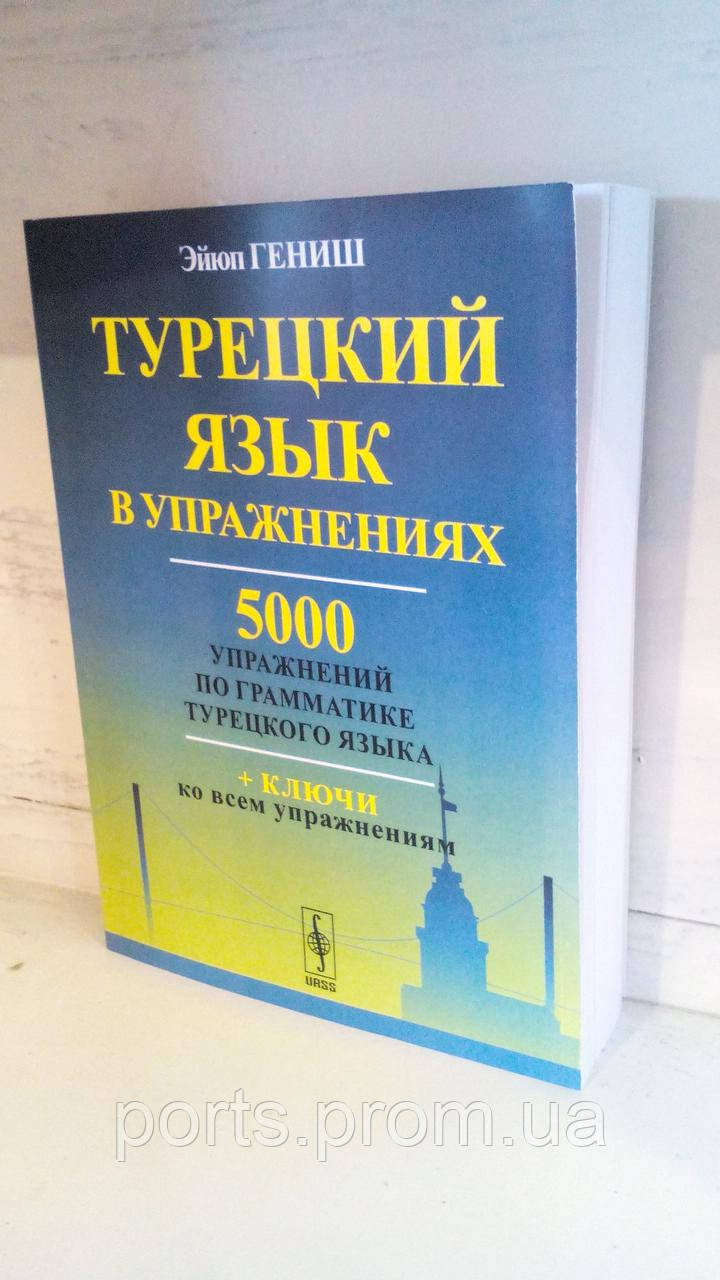 Эйюп ГЕНИШ
ТУРЕЦКИЙ
ЯЗЫК
В УПРАЖНЕНИЯХ
5000
УПРАЖНЕНИЙ
ПО ГРАММАТИКЕ
ТУРЕЦКОГО ЯЗЫКА
+ КЛЮЧИ
ко всем упражнениям
URSS
ports.prom.ua